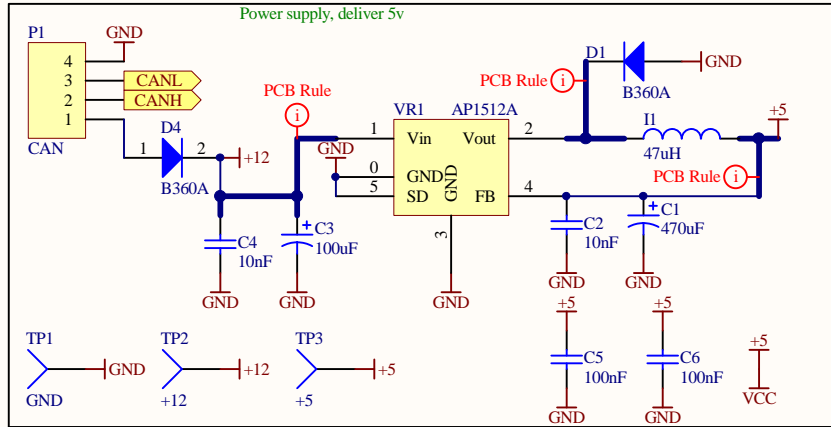 Power supply, deliver 5v
P1
GND
4
3
CANL
2
CANH
1
CAN
D4
1
2
B360A
+12
PCB Rule
i
VR1
AP1512A
GND
1
Vin
Vout
2
0
GND
5
SD
GND
FB
4
3
GND
D1
PCB Rule
i
B360A
GND
I1
47uH
+5
PCB Rule
i
C4
10nF
GND
C3
100uF
GND
C2
10nF
GND
C1
470uF
GND
TP1
GND
GND
TP2
+12
+12
TP3
+5
+5
+5
C5
100nF
GND
+5
C6
100nF
GND
+5
VCC